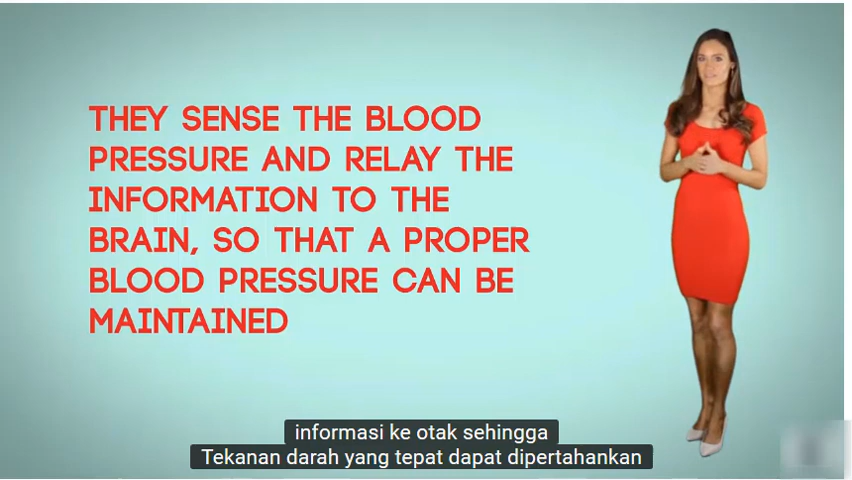 THEY SENSE THE BLOOD
PRESSURE AND RELAY THE
INFORMATION TO THE
BRAIN, SO THAT A PROPER
BLOOD PRESSURE CAN BE
MAINTAINED
informasi ke otak sehingga
Tekanan darah yang tepat dapat dipertahankan